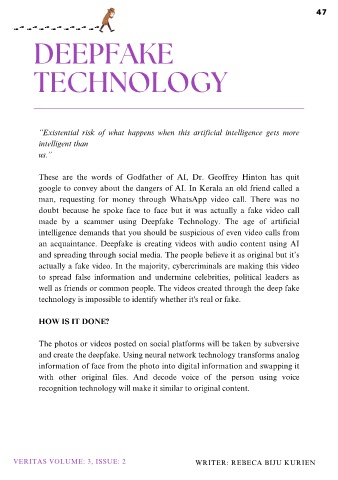 47
DEEPFAKE
TECHNOLOGY
"Existential risk of what happens when this artificial intelligence gets more
intelligent than
us."
These are the words of Godfather of AI, Dr. Geoffrey Hinton has quit
google to convey about the dangers of AI. In Kerala an old friend called a
man, requesting for money through WhatsApp video call. There was no
doubt because he spoke face to face but it was actually a fake video call
made by a scammer using Deepfake Technology. The age of artificial
intelligence demands that you should be suspicious of even video calls from
an acquaintance. Deepfake is creating videos with audio content using AI
and spreading through social media. The people believe it as original but it's
actually a fake video. In the majority, cybercriminals are making this video
to spread false information and undermine celebrities, political leaders as
well as friends or common people. The videos created through the deep fake
technology is impossible to identify whether it's real or fake.
HOW IS IT DONE?
The photos or videos posted on social platforms will be taken by subversive
and create the deepfake. Using neural network technology transforms analog
information of face from the photo into digital information and swapping it
with other original files. And decode voice of the person using voice
recognition technology will make it similar to original content.
VERITAS VOLUME: 3, ISSUE: 2
WRITER: REBECA BIJU KURIEN